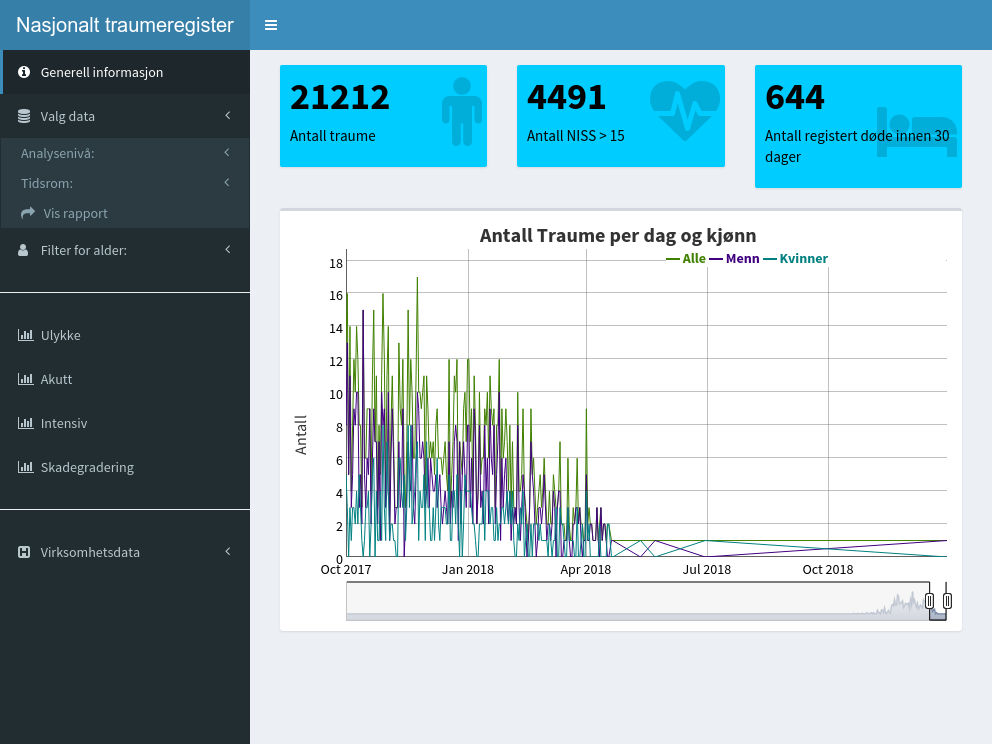 Nasjonalt traumeregister
Generell informasjon
Valg data
Analysenivå:
Tidsrom:
Vis rapport
Filter for alder:
Ulykke
Akutt
Intensiv
Skadegradering
Virksomhetsdata
21212
Antall traume
4491
Antall NISS > 15
644
Antall registert døde innen 30
dager
Antall Traume per dag og kjønn
Alle Menn Kvinner
Antall
18
16
14
12
10
8
6
4
2
0
Oct 2017 Jan 2018 Apr 2018 Jul 2018 Oct 2018